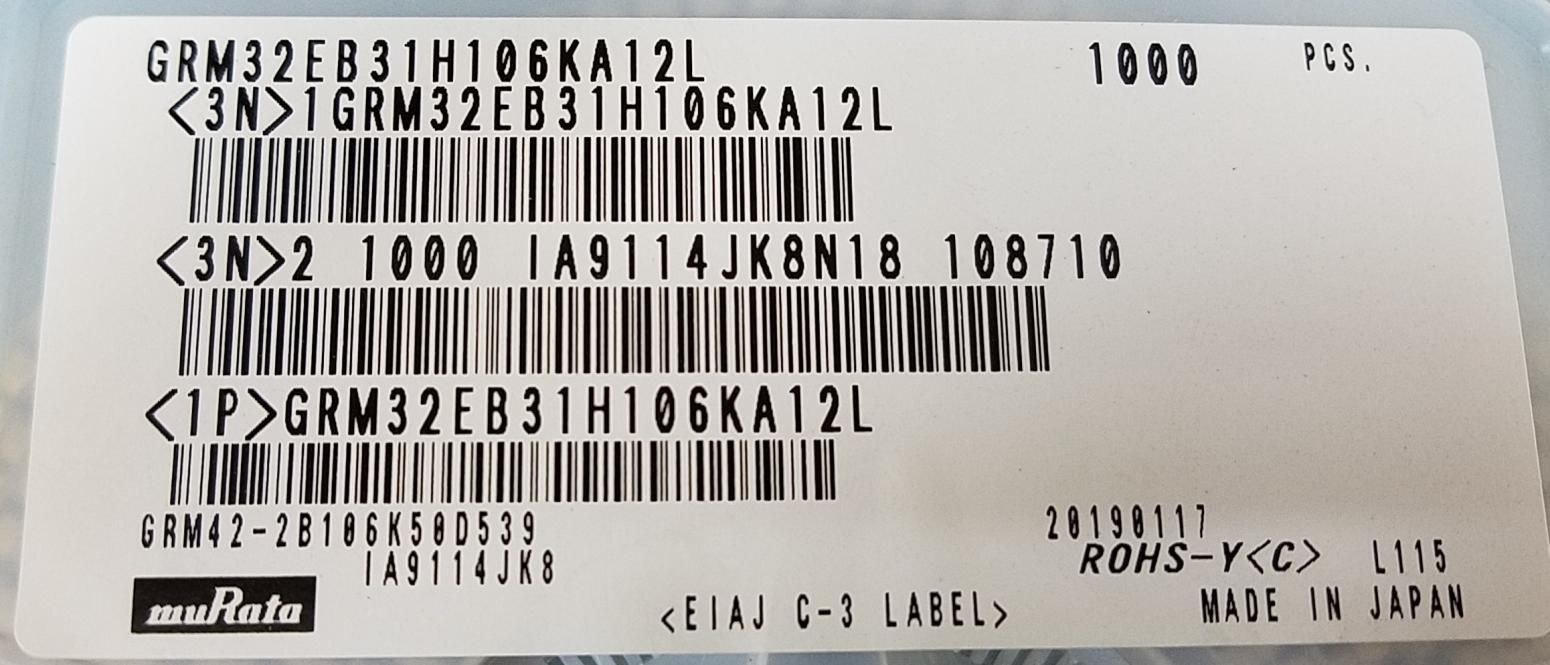 GRM32EB31H106KA12L 1000 PCS.
<3N>1GRM32EB31H106KA12L
<3N>2 1000 IA9114JK8N18 108710
<1P>GRM32EB31H106KA12L
GRM42-2B106K50D539 20190117
IA9114JK8 ROHS-Y<C> L115
muRata <EIAJ C-3 LABEL> MADE IN JAPAN